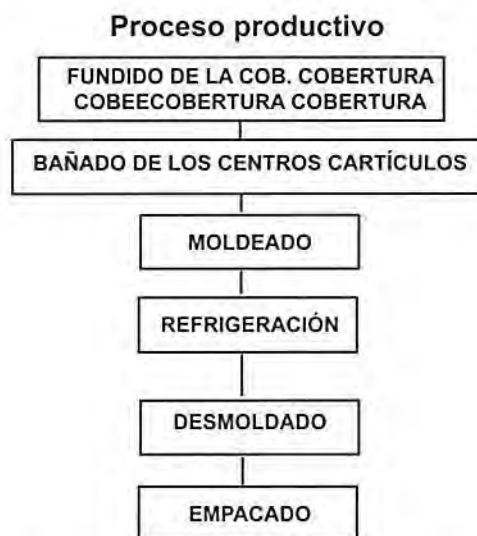 Proceso productivo
FUNDIDO DE LA COB. COBERTURA
COBEECOBERTURA COBERTURA
BAÑADO DE LOS CENTROS CARTÍCULOS
MOLDEADO
REFRIGERACIÓN
DESMOLDADO
EMPACADO